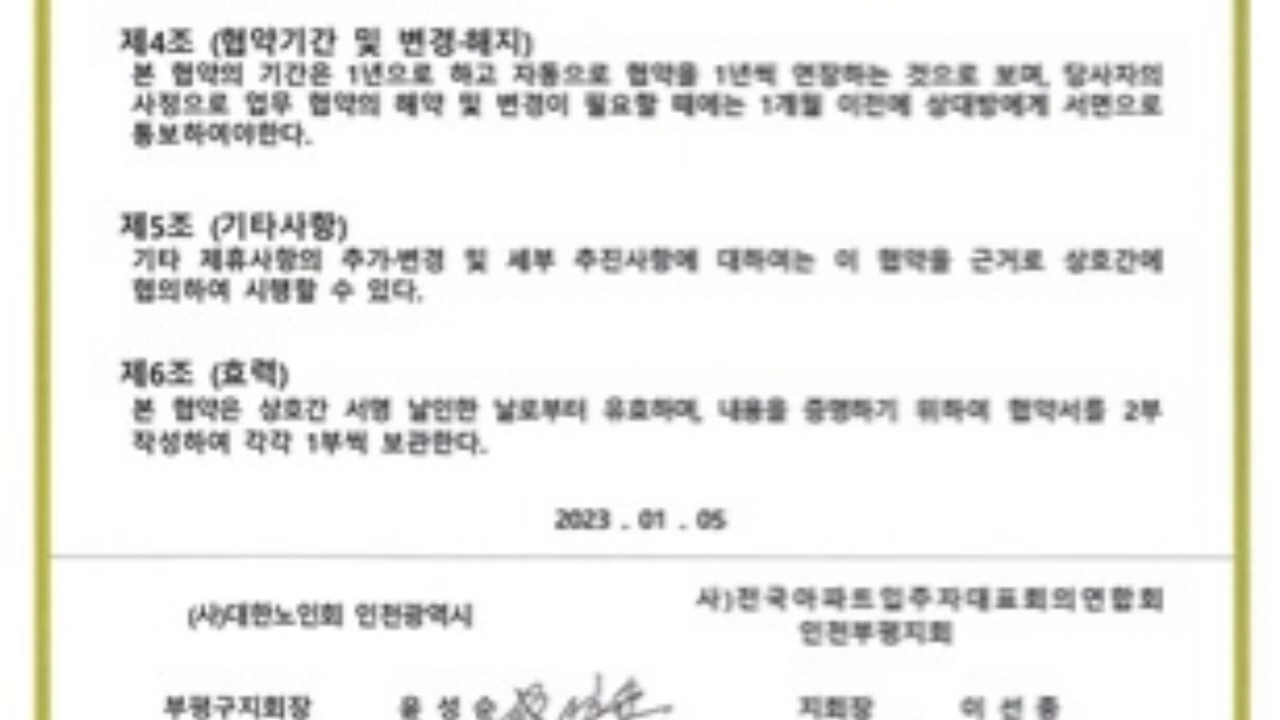 제4조 (협약기간 및 변경·해지)
본 협약의 기간은 1년으로 하고 자동으로 협약을 1년씩 연장하는 것으로 보며, 당사자의
사정으로 업무 협약의 해약 및 변경이 필요할 때에는 1개월 이전에 상대방에게 서면으로
통보하여야한다.
제5조 (기타사항)
기타 제휴사항의 추가·변경 및 세부 추진사항에 대하여는 이 협약을 근거로 상호간에
협의하여 시행할 수 있다.
제6조 (효력)
본 협약은 상호간 서명 날인한 날로부터 유효하며, 내용을 증명하기 위하여 협약서를 2부
작성하여 각각 1부씩 보관한다.
2023 . 01 . 05
(사)대한노인회 인천광역시
사)전국아파트입주자대표회의연합회
인천부평지회
부평구지회장 윤 성 순
지회장 이 선 종